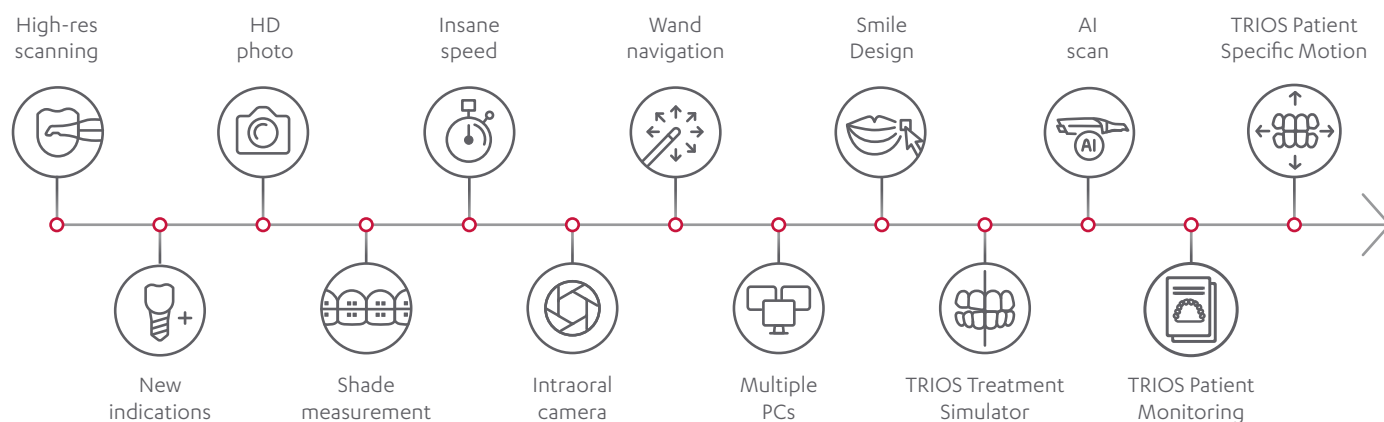 High-res
scanning
HD
photo
Insane
speed
Wand
navigation
Smile
Design
AI
scan
TRIOS Patient
Specific Motion
AI
New
indications
Shade
measurement
Intraoral
camera
Multiple
PCs
TRIOS Treatment
Simulator
TRIOS Patient
Monitoring